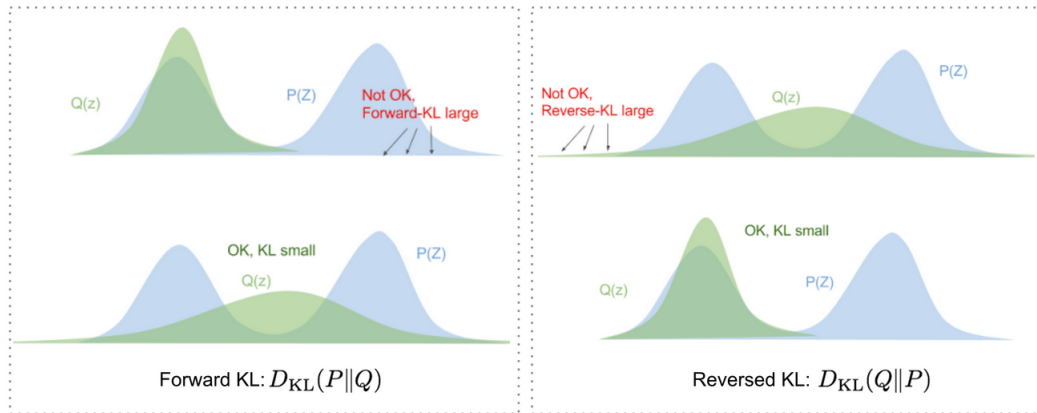 Q(z)
P(Z)
Not OK,
Forward-KL large
OK, KL small
Q(z)
P(Z)
Forward KL: D_KL(P‖Q)
Not OK,
Reverse-KL large
Q(z)
P(Z)
OK, KL small
Q(z)
P(Z)
Reversed KL: D_KL(Q‖P)